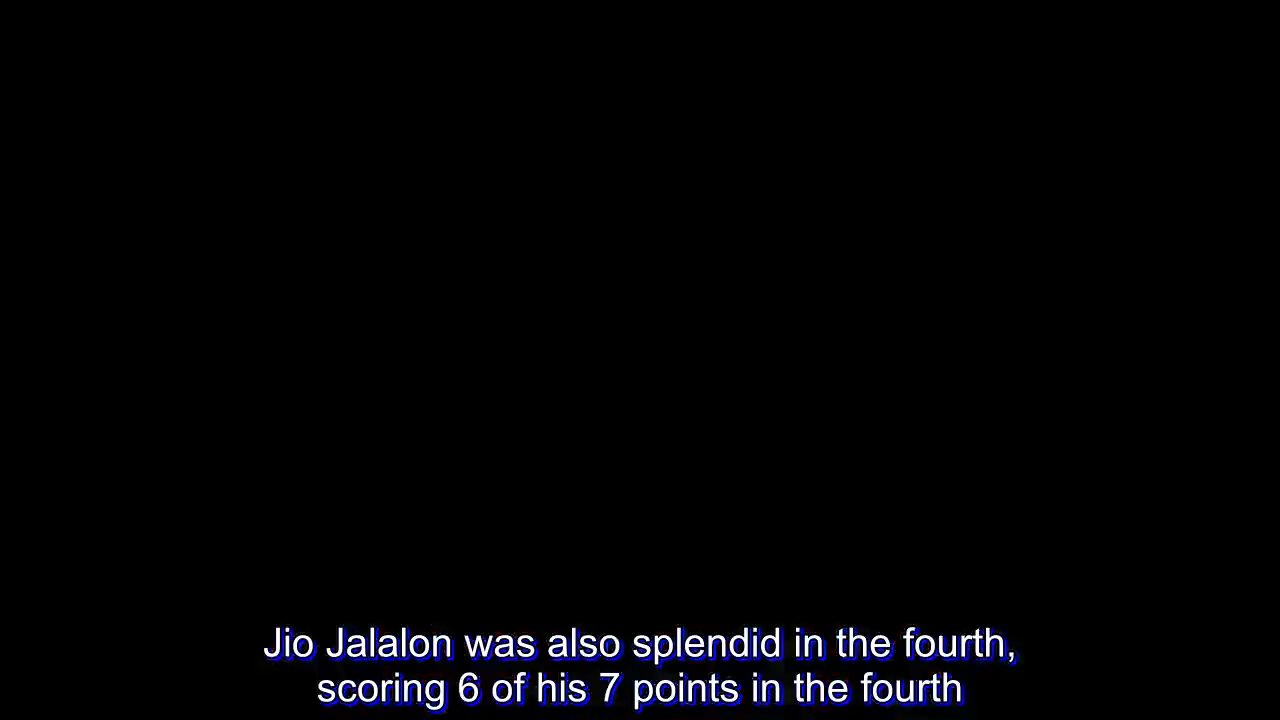 Jio Jalalon was also splendid in the fourth,
scoring 6 of his 7 points in the fourth